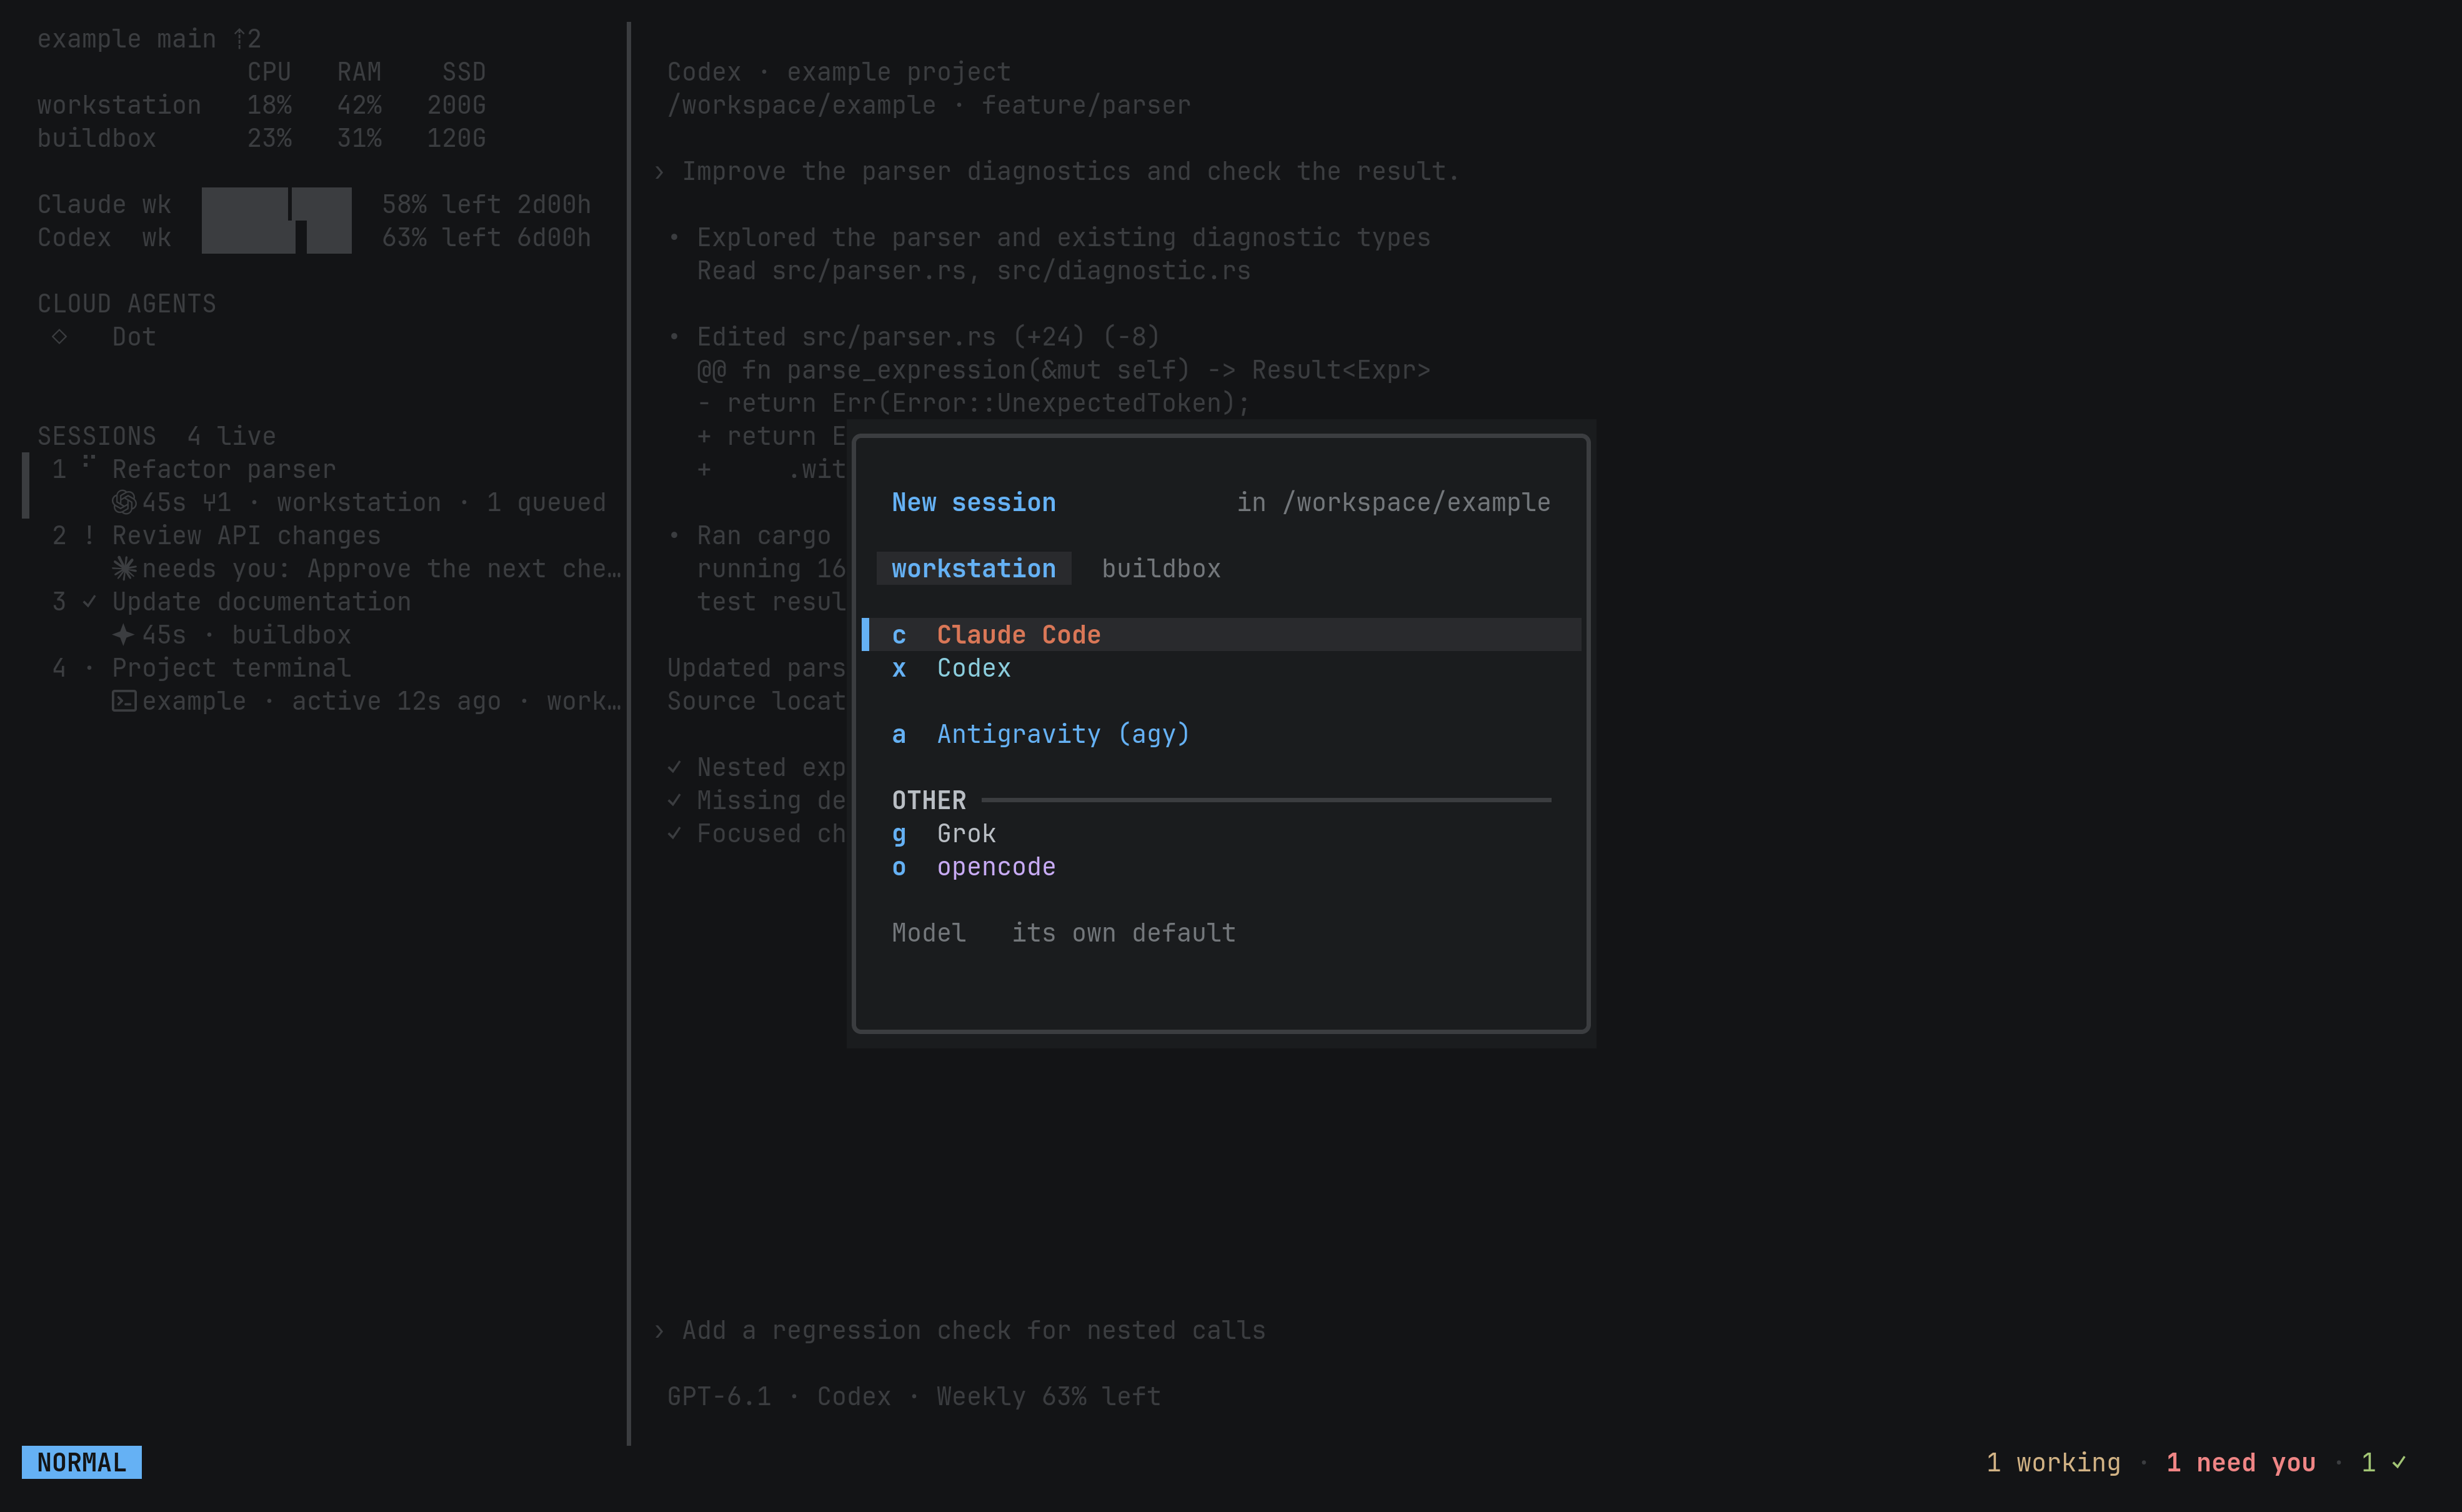 example main ⇡2
CPU RAM SSD
workstation 18% 42% 200G
buildbox 23% 31% 120G
Claude wk 58% left 2d00h
Codex wk 63% left 6d00h
CLOUD AGENTS
◇ Dot
SESSIONS 4 live
1 Refactor parser
45s 1 · workstation · 1 queued
2 ! Review API changes
needs you: Approve the next che…
3 ✓ Update documentation
45s · buildbox
4 · Project terminal
example · active 12s ago · work…
Codex · example project
/workspace/example · feature/parser
› Improve the parser diagnostics and check the result.
• Explored the parser and existing diagnostic types
Read src/parser.rs, src/diagnostic.rs
• Edited src/parser.rs (+24) (-8)
@@ fn parse_expression(&mut self) -> Result<Expr>
- return Err(Error::UnexpectedToken);
+ return E
+ .wit
• Ran cargo
running 16
test resul
Updated pars
Source locat
✓ Nested exp
✓ Missing de
✓ Focused ch
New session in /workspace/example
workstation buildbox
c Claude Code
x Codex
a Antigravity (agy)
OTHER
g Grok
o opencode
Model its own default
› Add a regression check for nested calls
GPT-6.1 · Codex · Weekly 63% left
NORMAL 1 working · 1 need you · 1 ✓